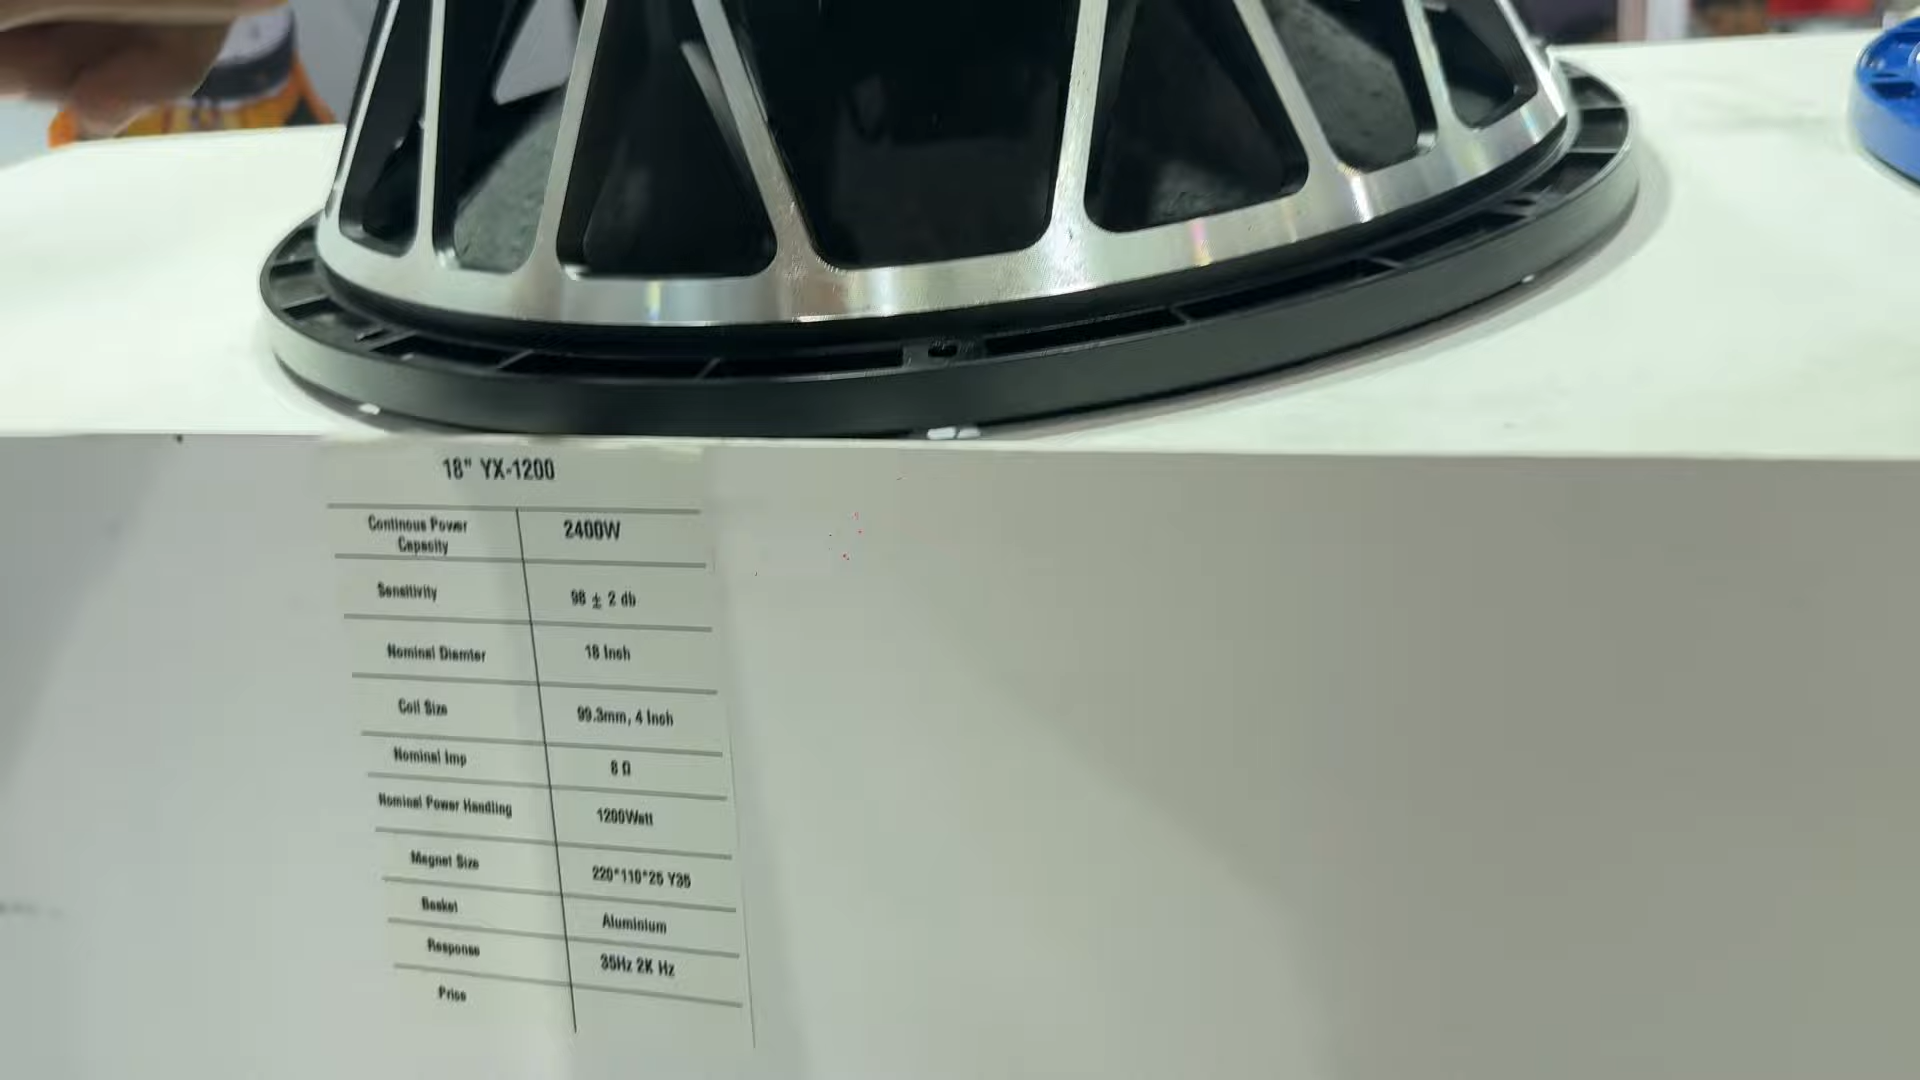 18" YX-1200
Continous Power
Capacity
2400W
Sensitivity
98 ± 2 db
Nominal Diamter
18 Inch
Coil Size
99.3mm, 4 Inch
Nominal Imp
8 Ω
Nominal Power Handling
1200Watt
Magnet Size
220*110*25 Y35
Basket
Aluminium
Response
35Hz 2K Hz
Price